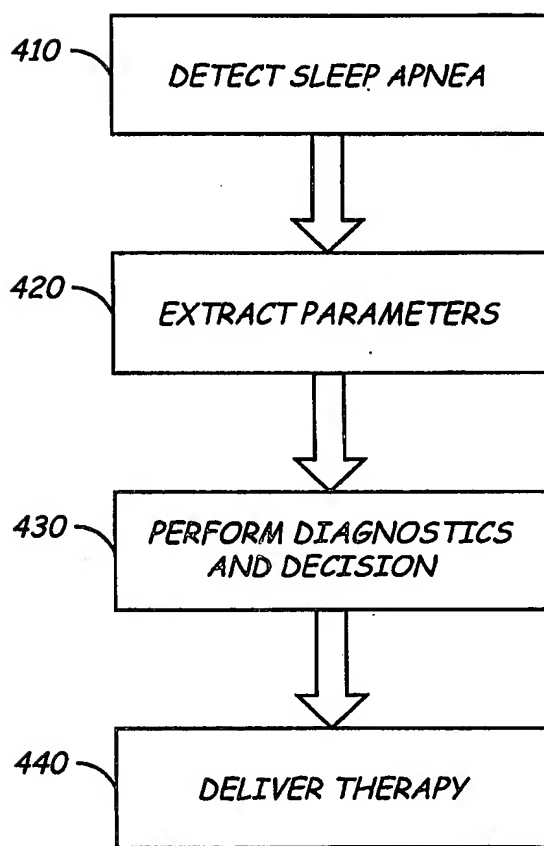 410
DETECT SLEEP APNEA
420
EXTRACT PARAMETERS
430
PERFORM DIAGNOSTICS
AND DECISION
440
DELIVER THERAPY